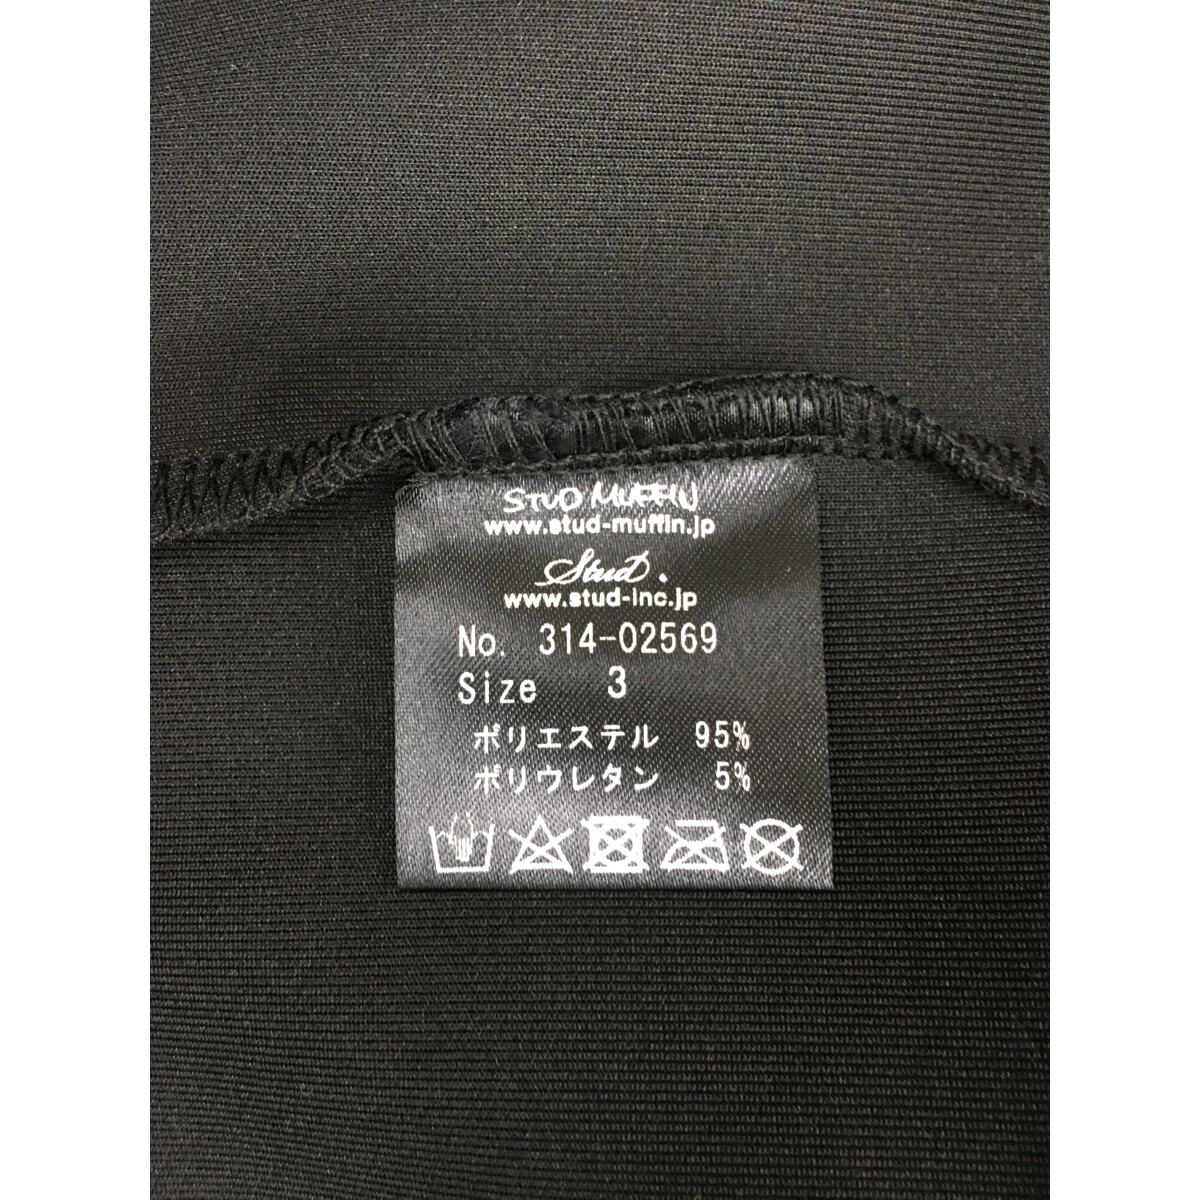 STUD MUFFIN
www.stud-muffin.jp
Stud.
www.stud-inc.jp
No. 314-02569
Size 3
ポリエステル 95%
ポリウレタン 5%